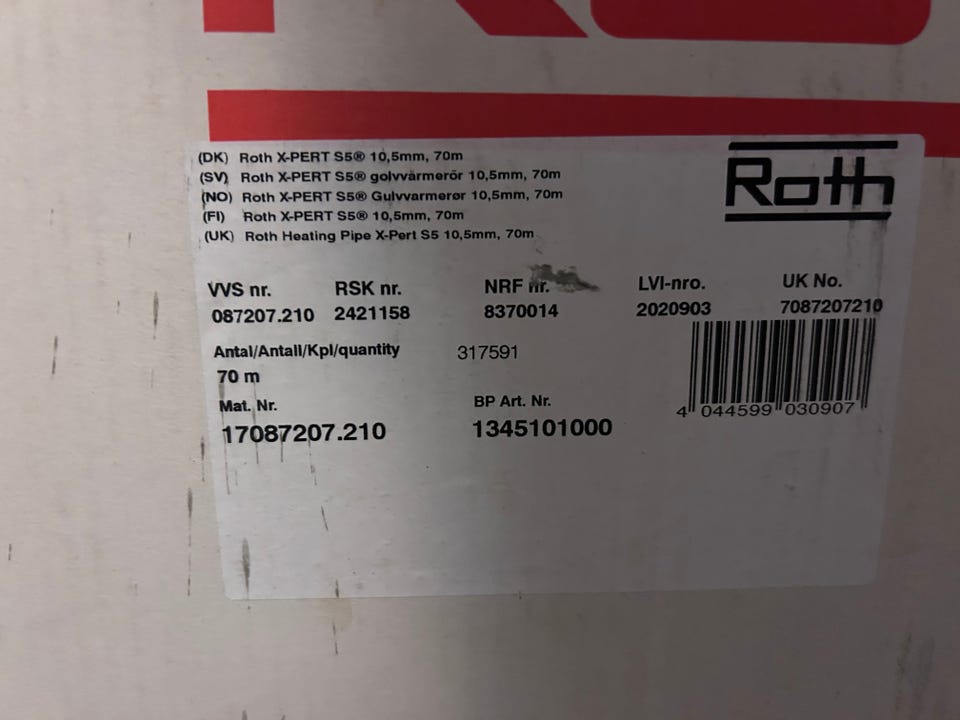 (DK) Roth X-PERT S5® 10,5mm, 70m
(SV) Roth X-PERT S5® golvvärmerör 10,5mm, 70m
(NO) Roth X-PERT S5® Gulvvarmerør 10,5mm, 70m
(FI) Roth X-PERT S5® 10,5mm, 70m
(UK) Roth Heating Pipe X-Pert S5 10,5mm, 70m
Roth
VVS nr. RSK nr. NRF nr. LVI-nro. UK No.
087207.210 2421158 8370014 2020903 7087207210
Antal/Antall/Kpl/quantity 317591
70 m
4 044599 030907
Mat. Nr. BP Art. Nr.
17087207.210 1345101000